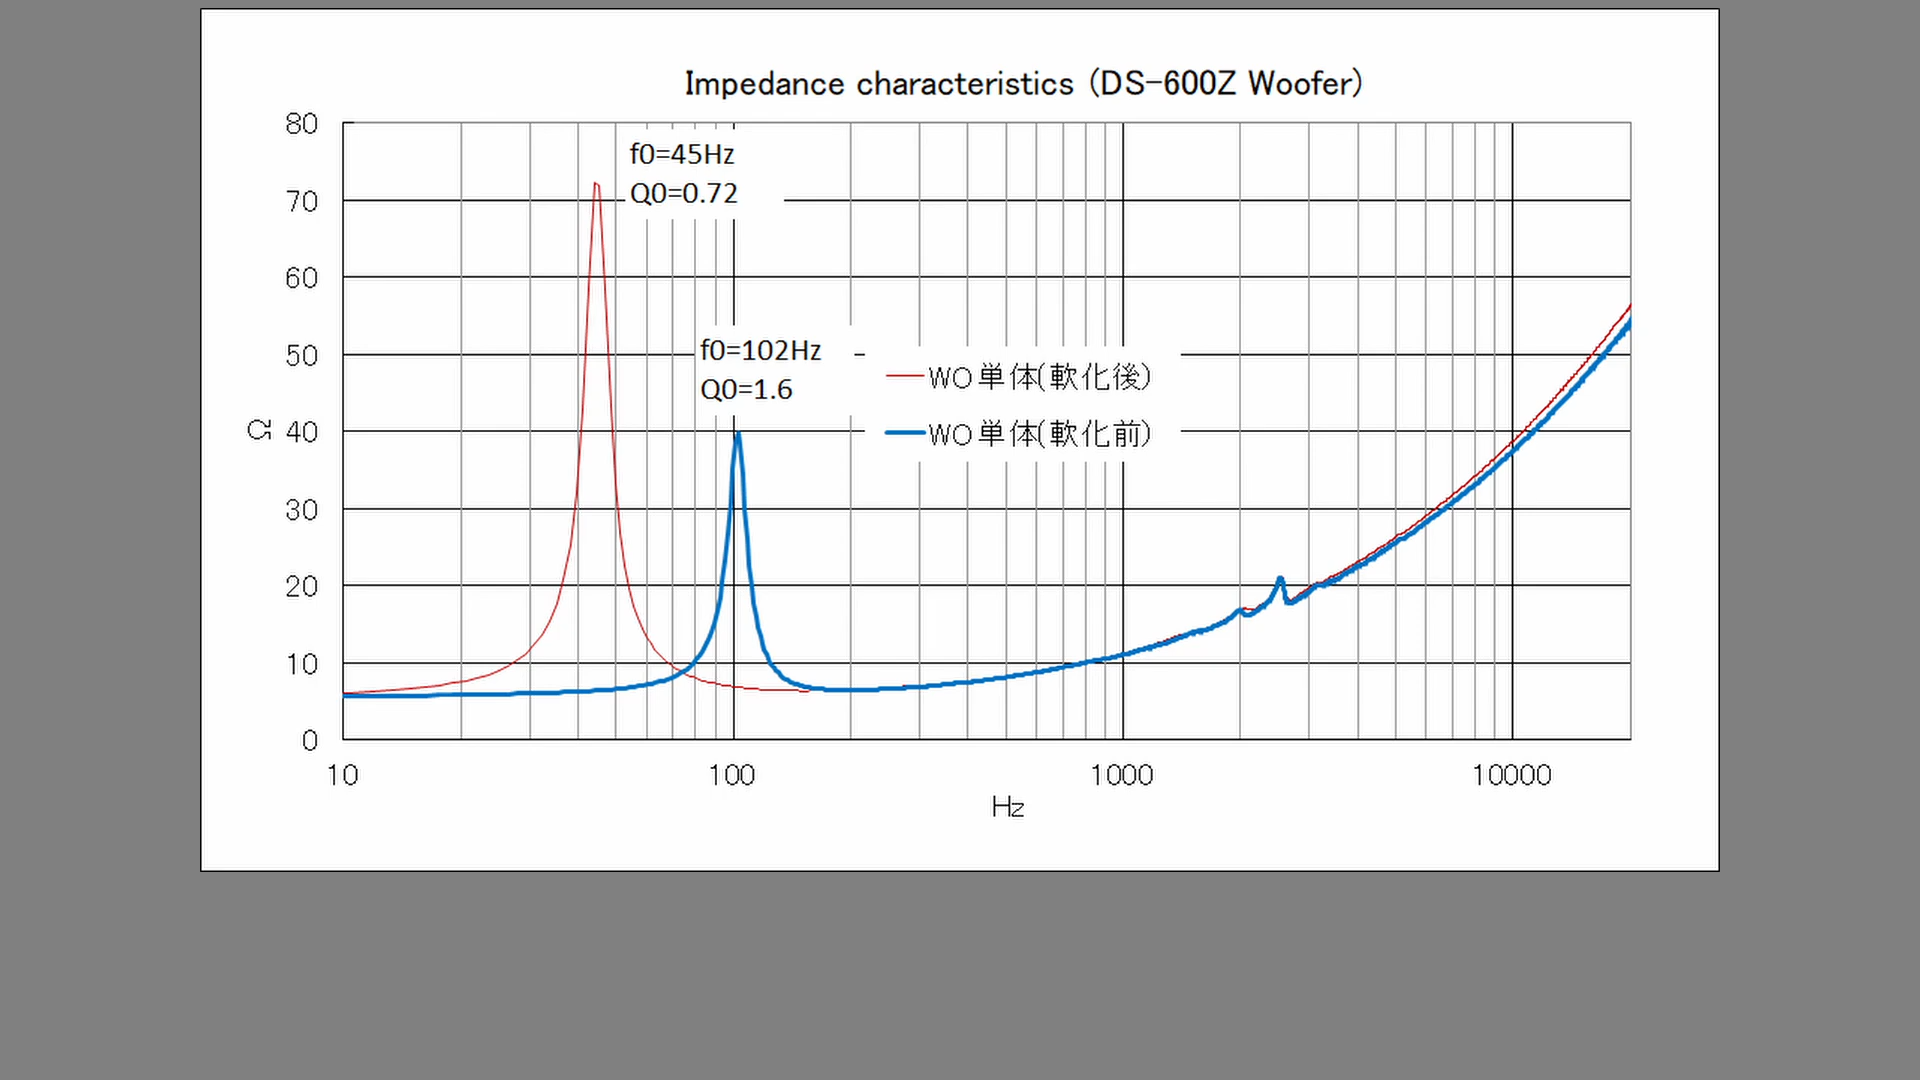 Impedance characteristics (DS-600Z Woofer)
80
70
60
50
40
30
20
10
0
Ω
f0=45Hz
Q0=0.72
f0=102Hz
Q0=1.6
WO単体(軟化後)
WO単体(軟化前)
10 100 1000 10000
Hz